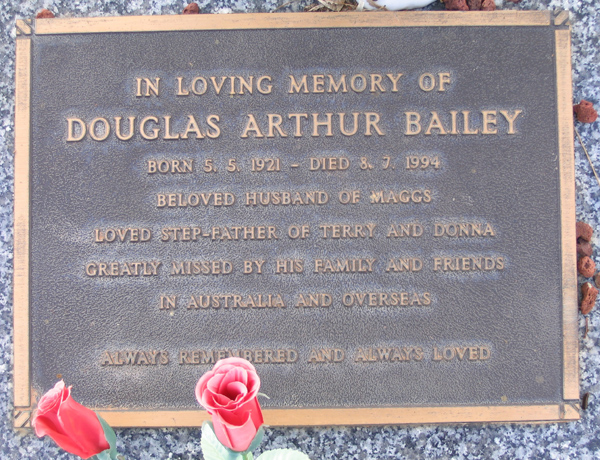 IN LOVING MEMORY OF
DOUGLAS ARTHUR BAILEY
BORN 5. 5. 1921 – DIED 8. 7. 1994
BELOVED HUSBAND OF MAGGS
LOVED STEP-FATHER OF TERRY AND DONNA
GREATLY MISSED BY HIS FAMILY AND FRIENDS
IN AUSTRALIA AND OVERSEAS
ALWAYS REMEMBERED AND ALWAYS LOVED